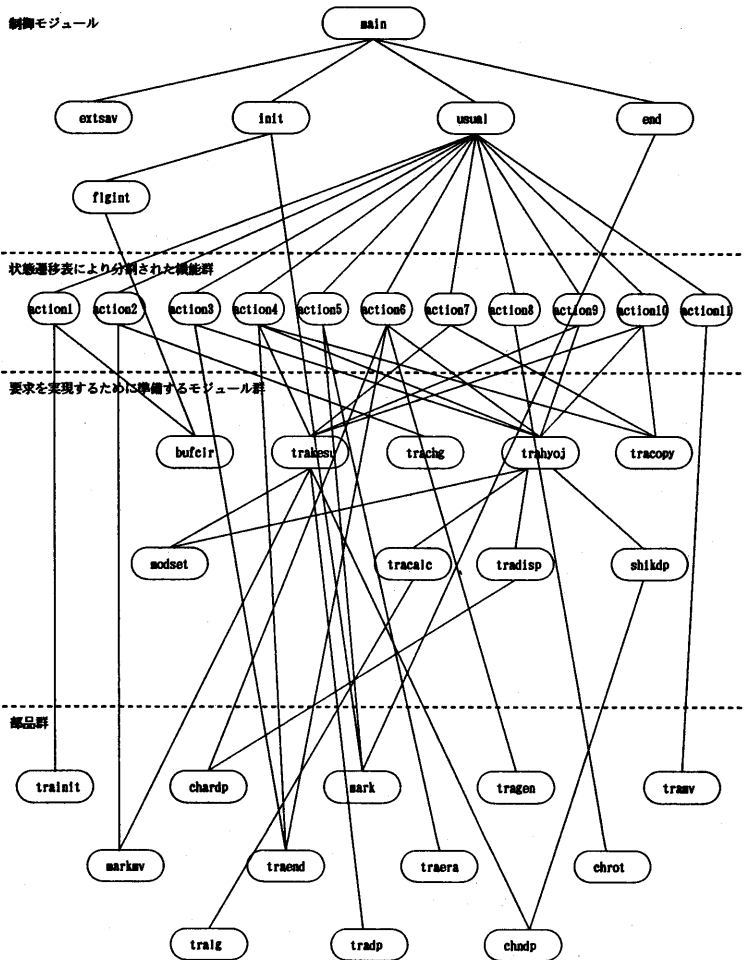 制御モジュール
main
extsav
init
usual
end
flgint
状態遷移表により分割された機能群
action1
action2
action3
action4
action5
action6
action7
action8
action9
action10
action11
要求を実現するために準備するモジュール群
bufclr
trakesu
trachg
trahyoj
tracopy
modset
tracalc
tradisp
shikdp
部品群
trainit
chardp
mark
tragen
tramv
markmv
traend
traera
chrot
tralg
tradp
chndp